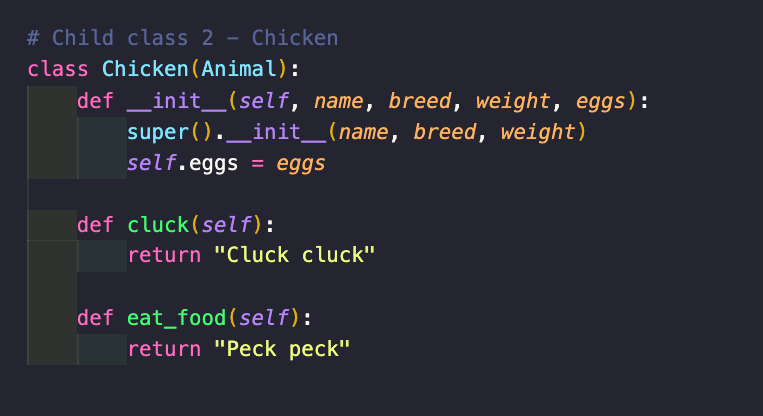 # Child class 2 - Chicken
class Chicken(Animal):
    def __init__(self, name, breed, weight, eggs):
        super().__init__(name, breed, weight)
        self.eggs = eggs

    def cluck(self):
        return "Cluck cluck"

    def eat_food(self):
        return "Peck peck"